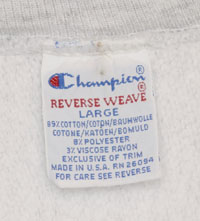 Champion
REVERSE WEAVE
LARGE
89%COTTON/COTON/BAUMWOLLE
COTONE/KATOEN/BOMULD
8% POLYESTER
3% VISCOSE RAYON
EXCLUSIVE OF TRIM
MADE IN U.S.A. RN 26094
FOR CARE SEE REVERSE